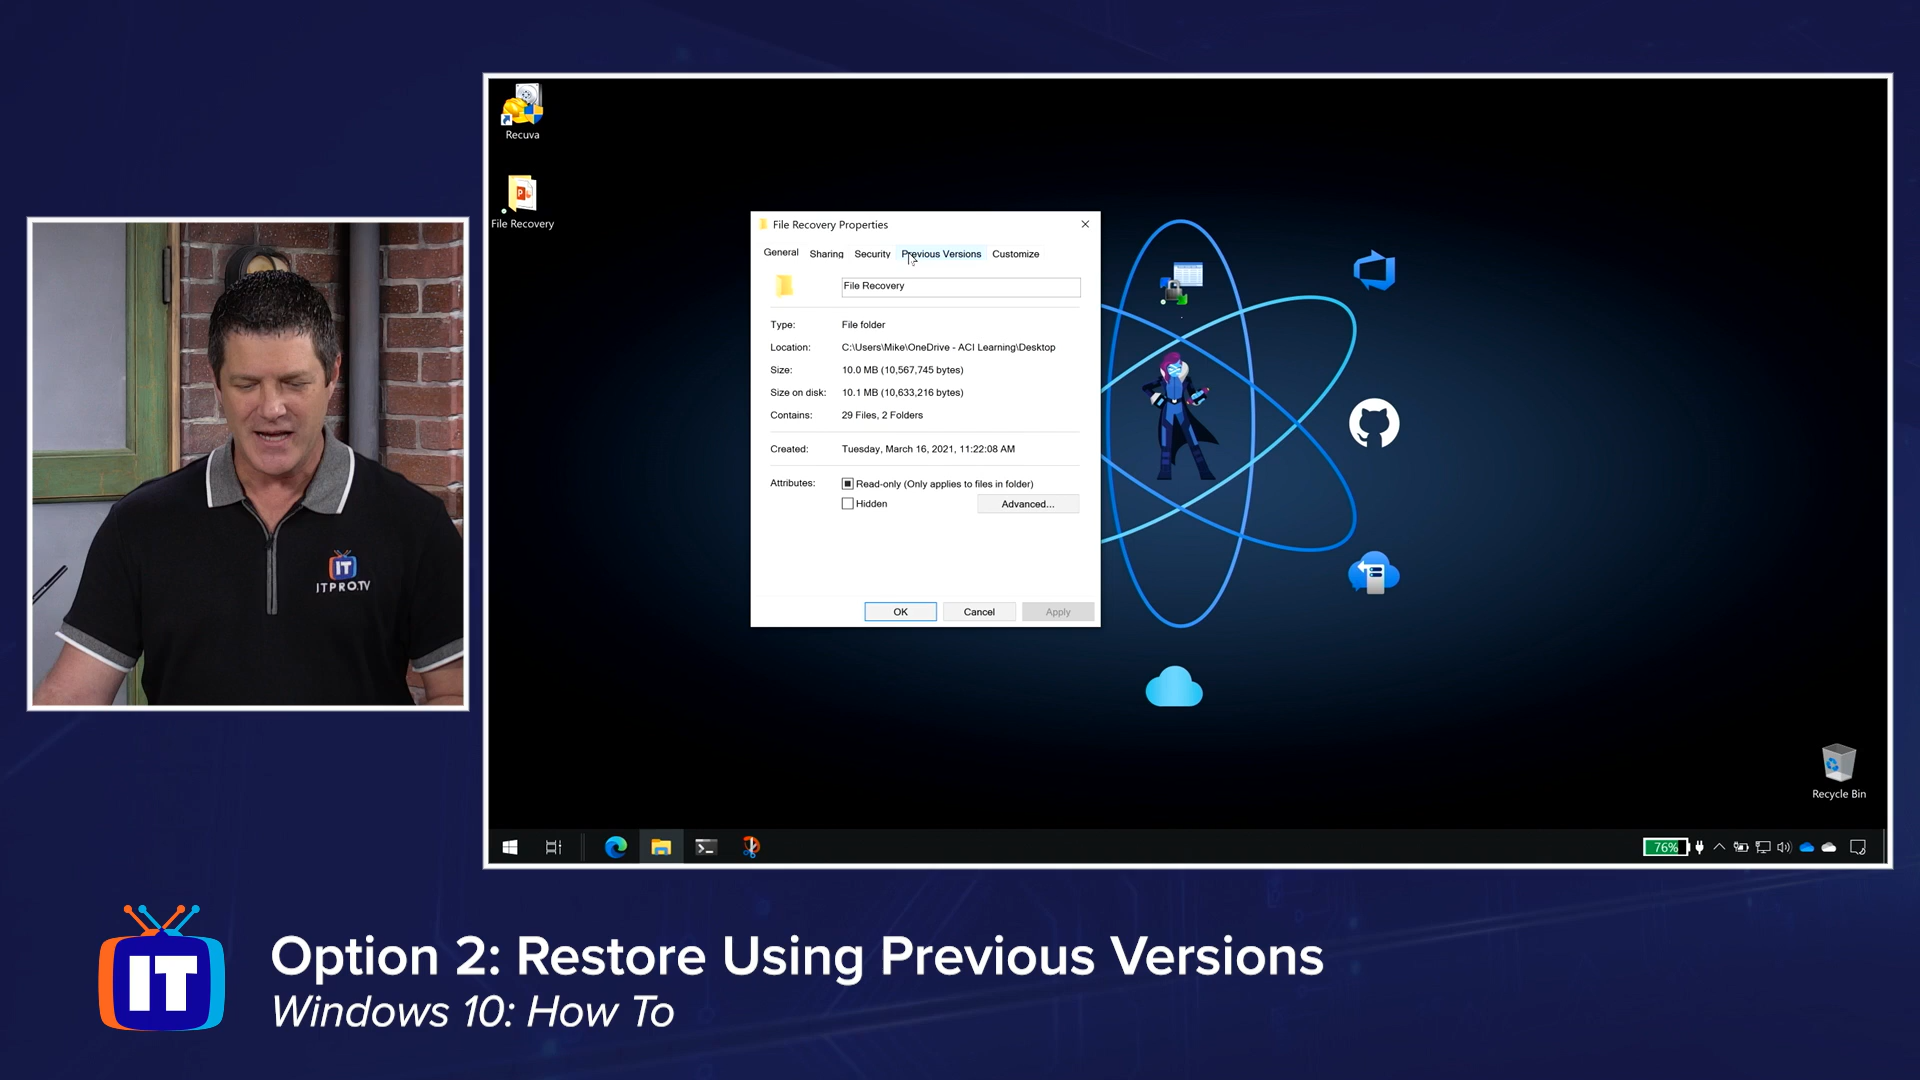 Recuva
File Recovery
File Recovery Properties
General Sharing Security Previous Versions Customize
File Recovery
Type: File folder
Location: C:\Users\Mike\OneDrive - ACI Learning\Desktop
Size: 10.0 MB (10,567,745 bytes)
Size on disk: 10.1 MB (10,633,216 bytes)
Contains: 29 Files, 2 Folders
Created: Tuesday, March 16, 2021, 11:22:08 AM
Attributes: Read-only (Only applies to files in folder)
Hidden Advanced...
OK Cancel Apply
IT
ITPRO.TV
Recycle Bin
76%
IT
Option 2: Restore Using Previous Versions
Windows 10: How To